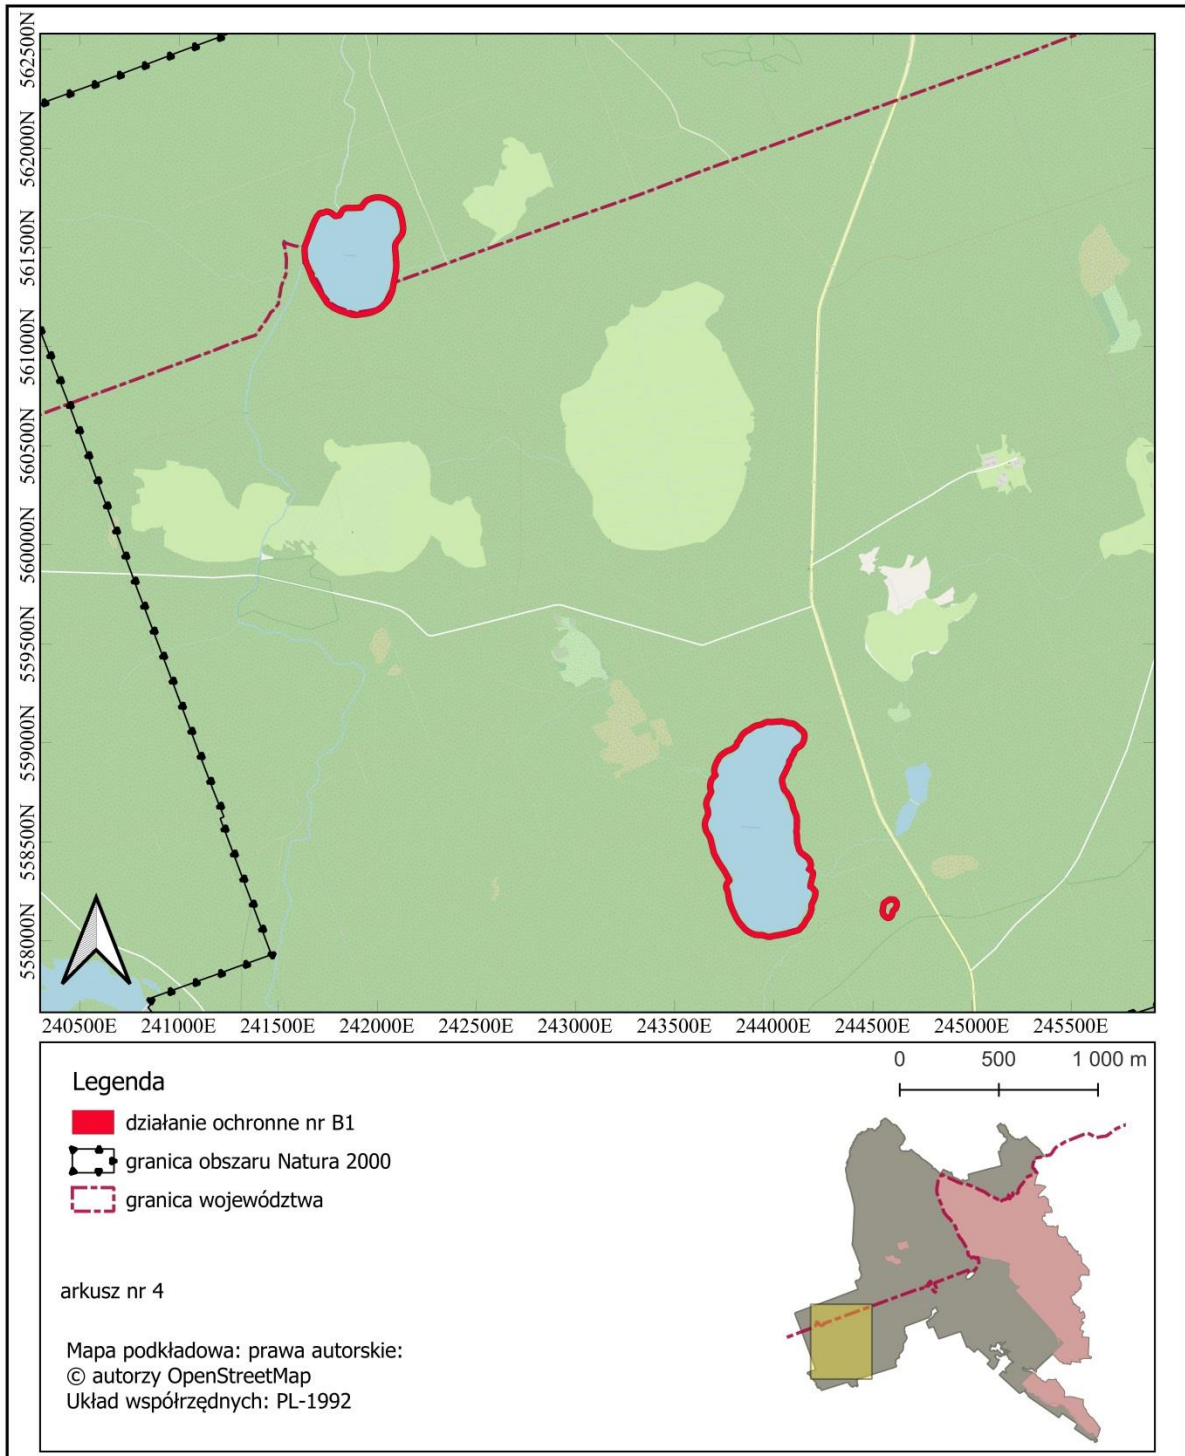 562500N
562000N
561500N
561000N
560500N
560000N
559500N
559000N
558500N
558000N
240500E 241000E 241500E 242000E 242500E 243000E 243500E 244000E 244500E 245000E 245500E
0 500 1 000 m
Legenda
działanie ochronne nr B1
granica obszaru Natura 2000
granica województwa
arkusz nr 4
Mapa podkładowa: prawa autorskie:
© autorzy OpenStreetMap
Układ współrzędnych: PL-1992